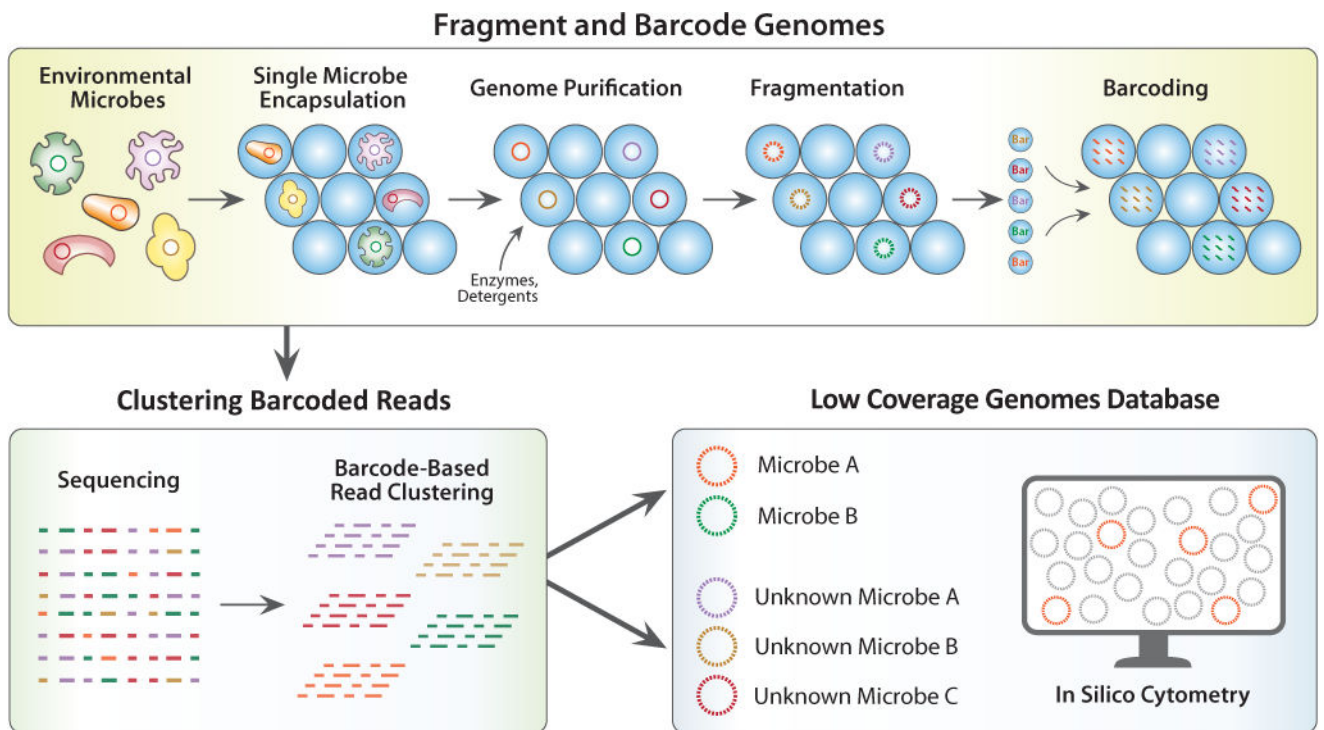 Fragment and Barcode Genomes
Environmental
Microbes
Single Microbe
Encapsulation
Genome Purification
Fragmentation
Barcoding
Enzymes,
Detergents
Bar
Bar
Bar
Bar
Bar
Clustering Barcoded Reads
Sequencing
Barcode-Based
Read Clustering
Low Coverage Genomes Database
Microbe A
Microbe B
Unknown Microbe A
Unknown Microbe B
Unknown Microbe C
In Silico Cytometry